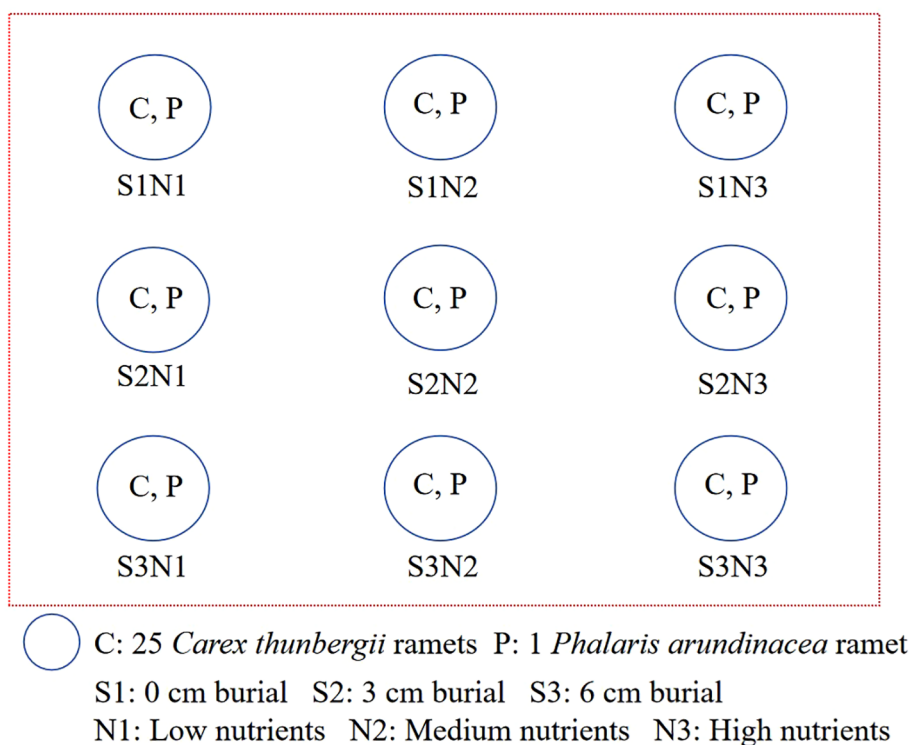 C, P C, P C, P
S1N1 S1N2 S1N3
C, P C, P C, P
S2N1 S2N2 S2N3
C, P C, P C, P
S3N1 S3N2 S3N3
C: 25 Carex thunbergii ramets P: 1 Phalaris arundinacea ramet
S1: 0 cm burial S2: 3 cm burial S3: 6 cm burial
N1: Low nutrients N2: Medium nutrients N3: High nutrients